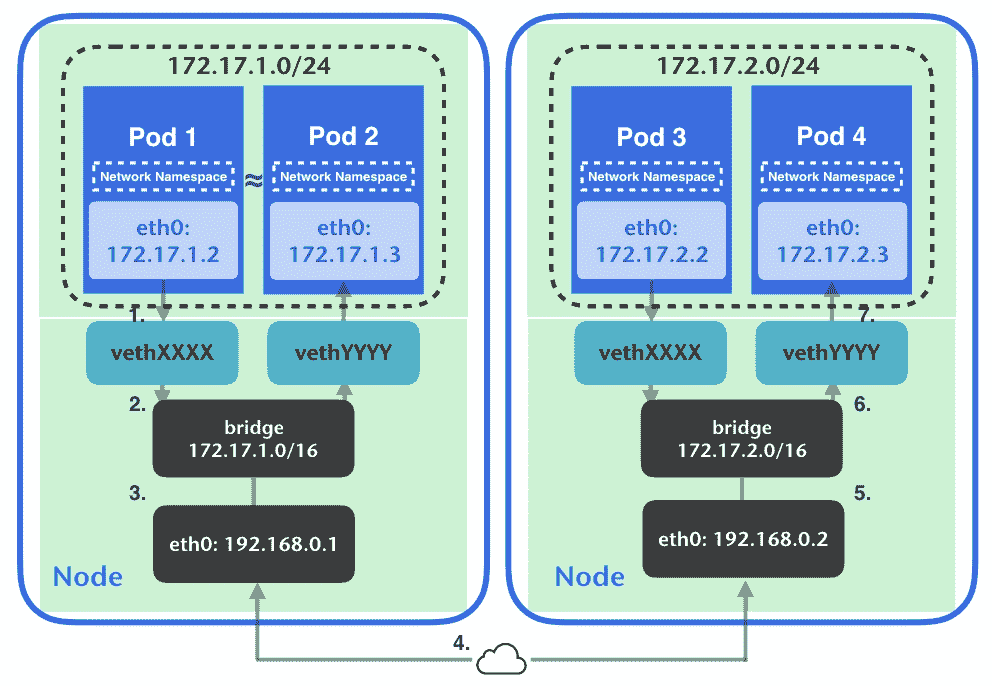 172.17.1.0/24
Pod 1
Pod 2
Network Namespace
≈
Network Namespace
eth0:
172.17.1.2
eth0:
172.17.1.3
1.
vethXXXX
vethYYYY
2.
bridge
172.17.1.0/16
3.
eth0: 192.168.0.1
Node
172.17.2.0/24
Pod 3
Pod 4
Network Namespace
Network Namespace
eth0:
172.17.2.2
eth0:
172.17.2.3
7.
vethXXXX
vethYYYY
6.
bridge
172.17.2.0/16
5.
eth0: 192.168.0.2
Node
4.